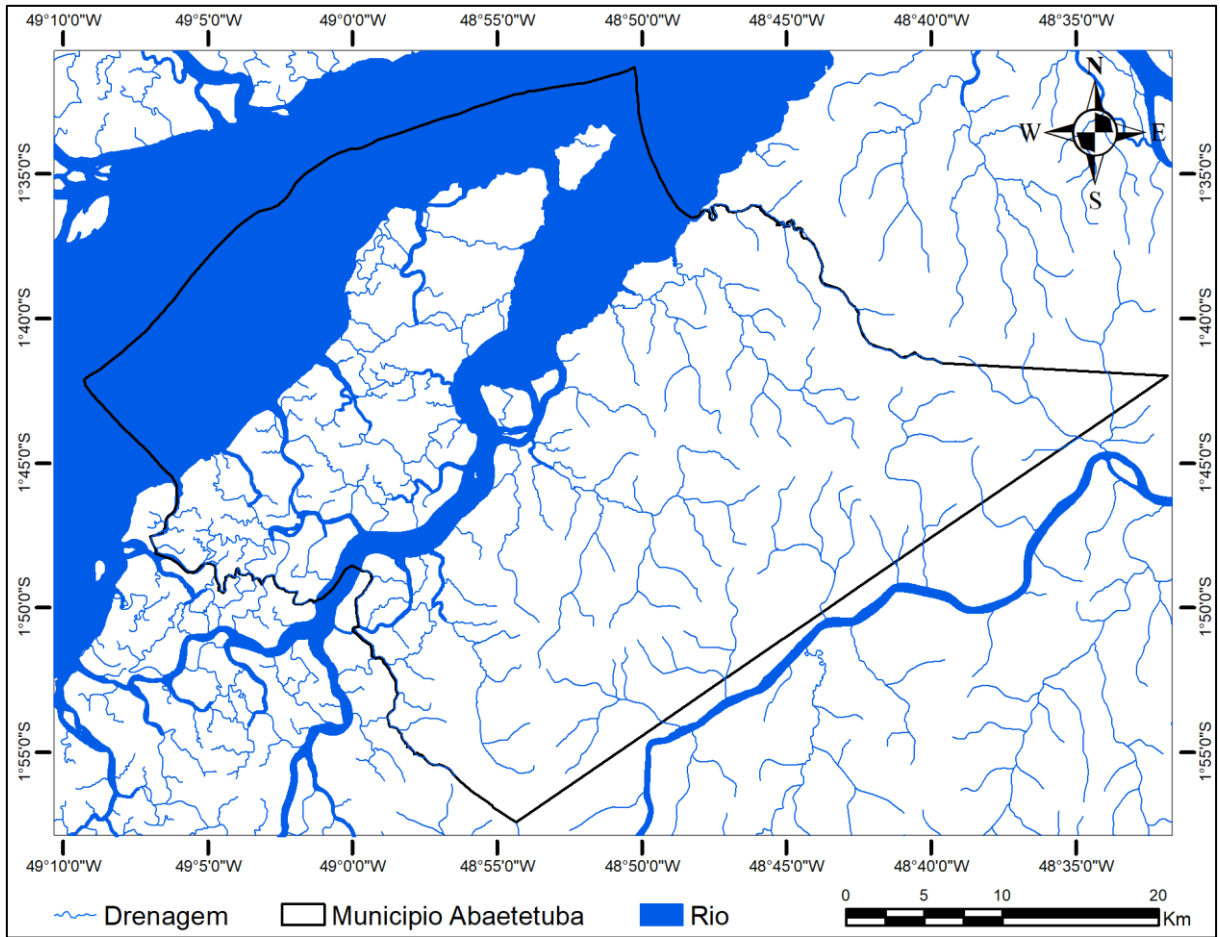 49°10'0"W 49°5'0"W 49°0'0"W 48°55'0"W 48°50'0"W 48°45'0"W 48°40'0"W 48°35'0"W
N
W E
S
1°35'0"S 1°35'0"S
1°40'0"S 1°40'0"S
1°45'0"S 1°45'0"S
1°50'0"S 1°50'0"S
1°55'0"S 1°55'0"S
49°10'0"W 49°5'0"W 49°0'0"W 48°55'0"W 48°50'0"W 48°45'0"W 48°40'0"W 48°35'0"W
Drenagem Municipio Abaetetuba Rio
0 5 10 20
Km